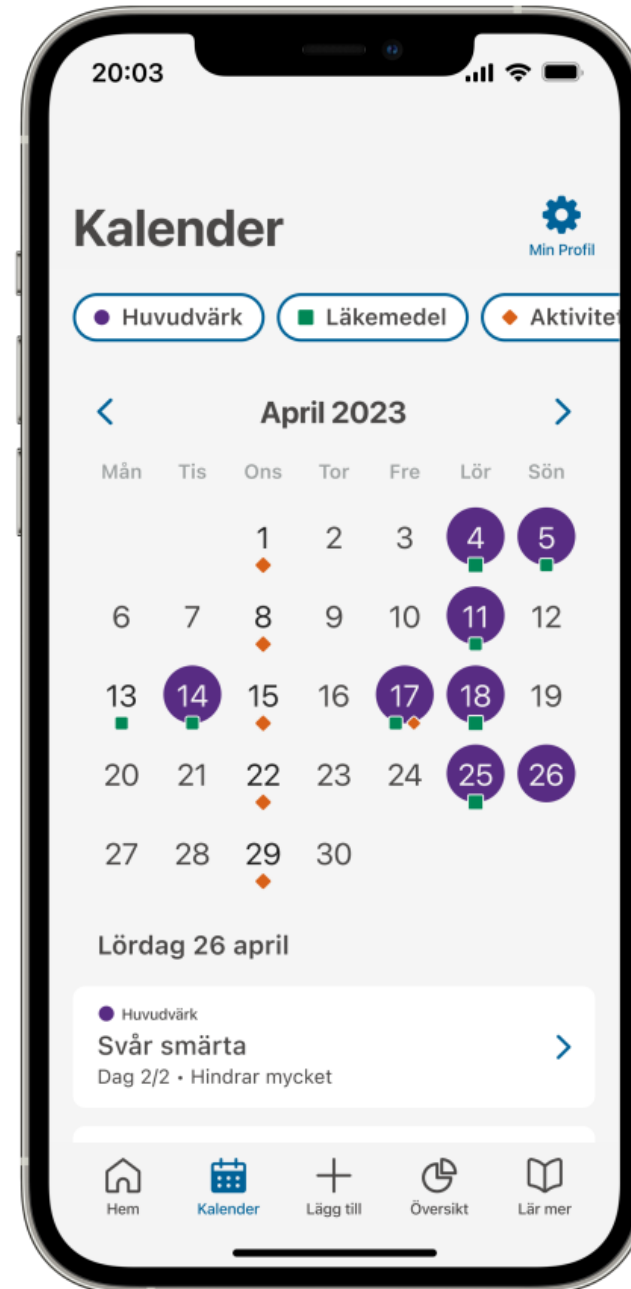 20:03
Kalender
Min Profil
Huvudvärk Läkemedel Aktivitet
April 2023
Mån Tis Ons Tor Fre Lör Sön
1 2 3 4 5
6 7 8 9 10 11 12
13 14 15 16 17 18 19
20 21 22 23 24 25 26
27 28 29 30
Lördag 26 april
Huvudvärk
Svår smärta
Dag 2/2 • Hindrar mycket
Hem Kalender Lägg till Översikt Lär mer